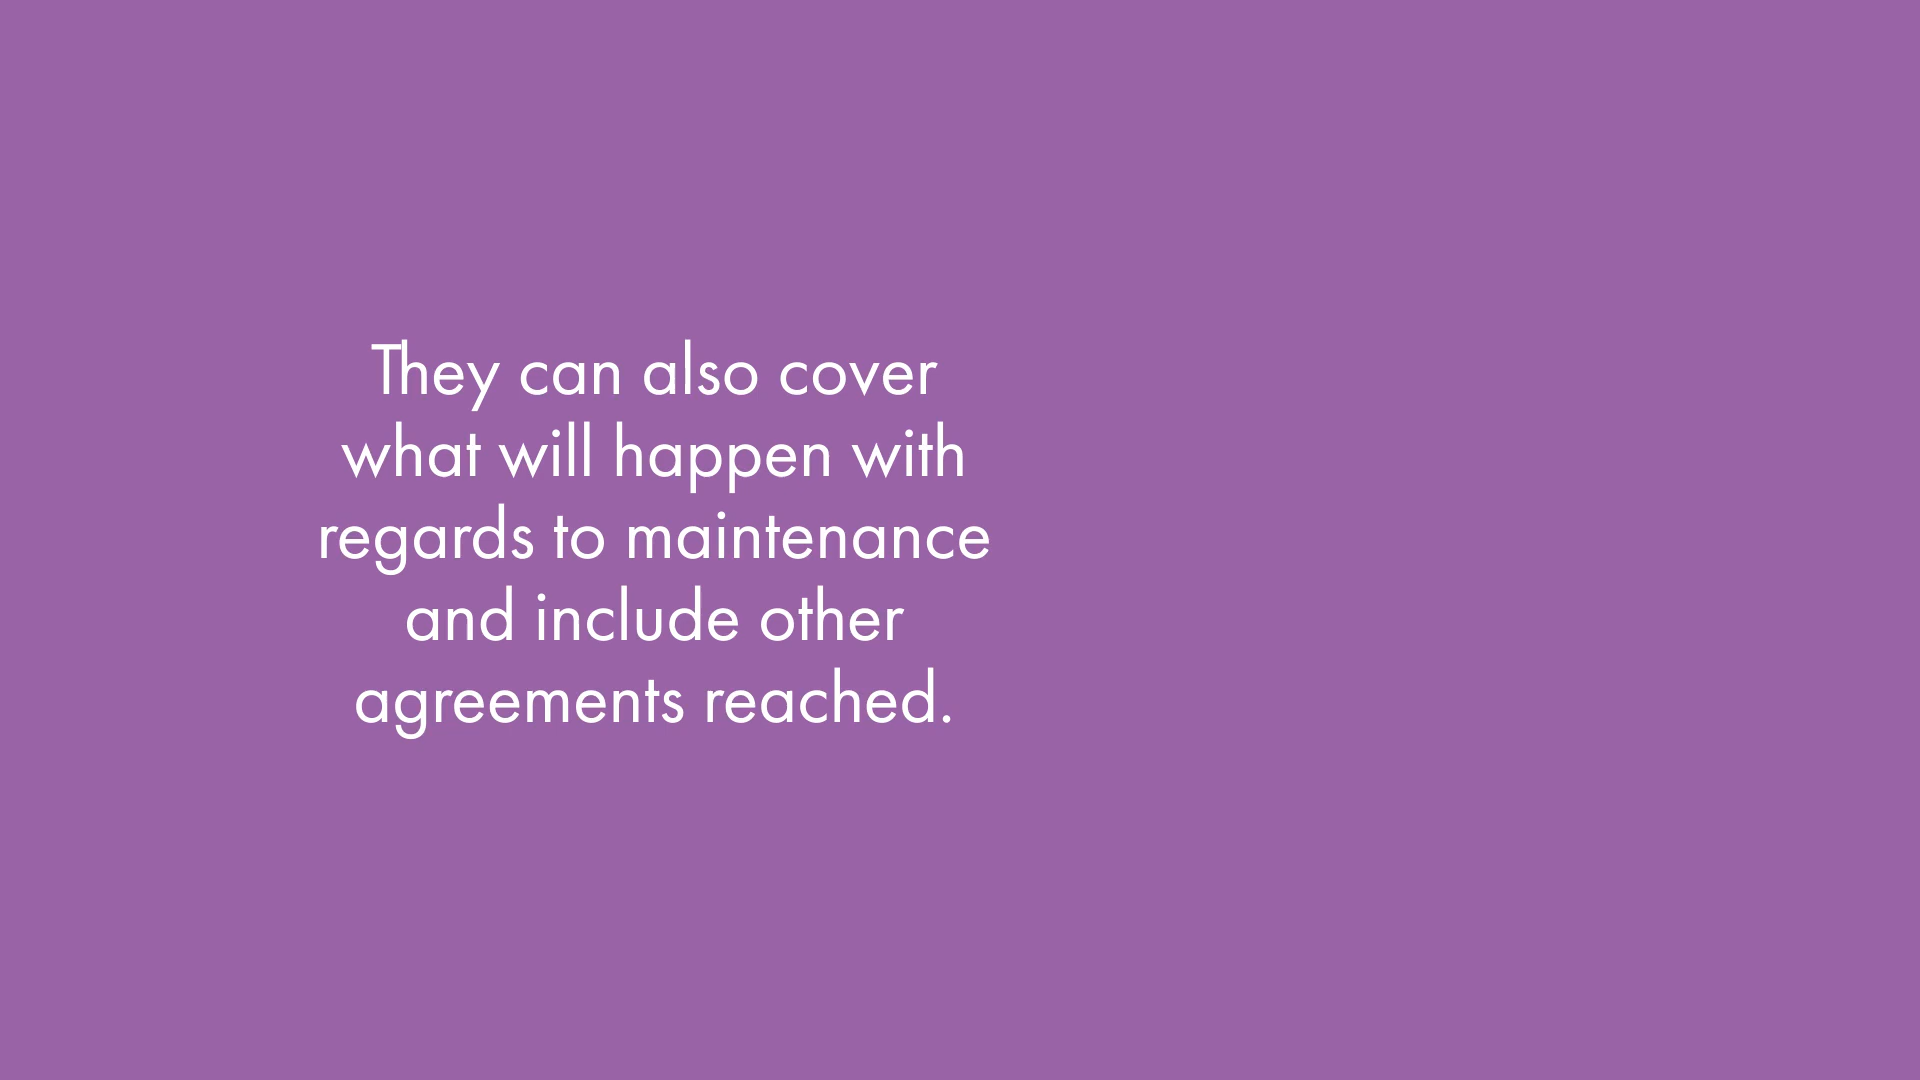 They can also cover
what will happen with
regards to maintenance
and include other
agreements reached.